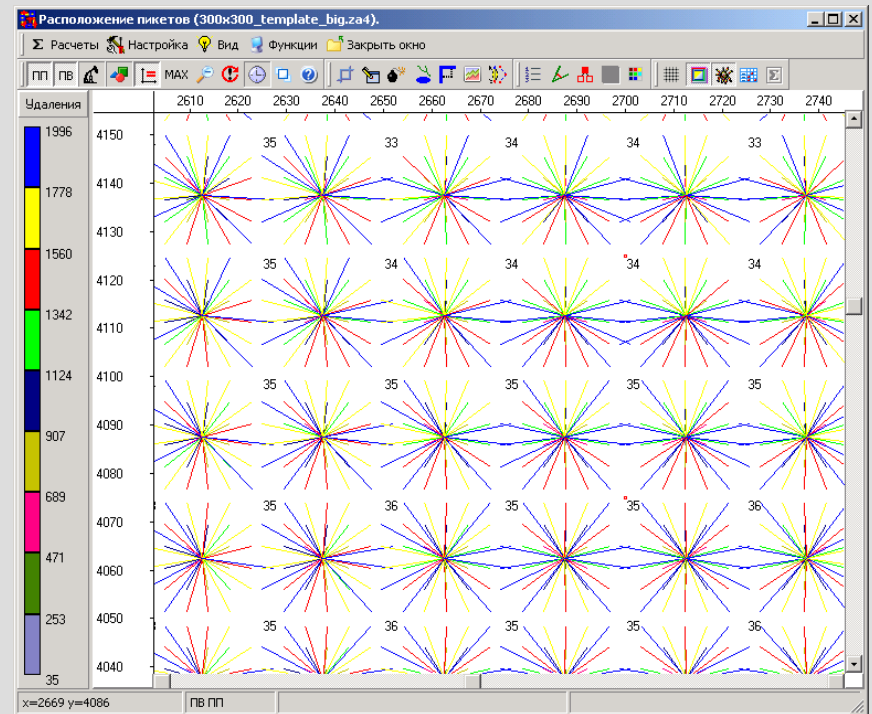 Расположение пикетов (300x300_template_big.za4).
Σ Расчеты Настройка Вид Функции Закрыть окно
ПП ПВ MAX
Удаления 2610 2620 2630 2640 2650 2660 2670 2680 2690 2700 2710 2720 2730 2740
1996
1778
1560
1342
1124
907
689
471
253
35
4150
4140
4130
4120
4110
4100
4090
4080
4070
4060
4050
4040
35 33 34 34 33
35 34 34 34 34
35 35 35 35 35
35 36 35 35 36
35 36 35 35 36
x=2669 y=4086 ПВ ПП